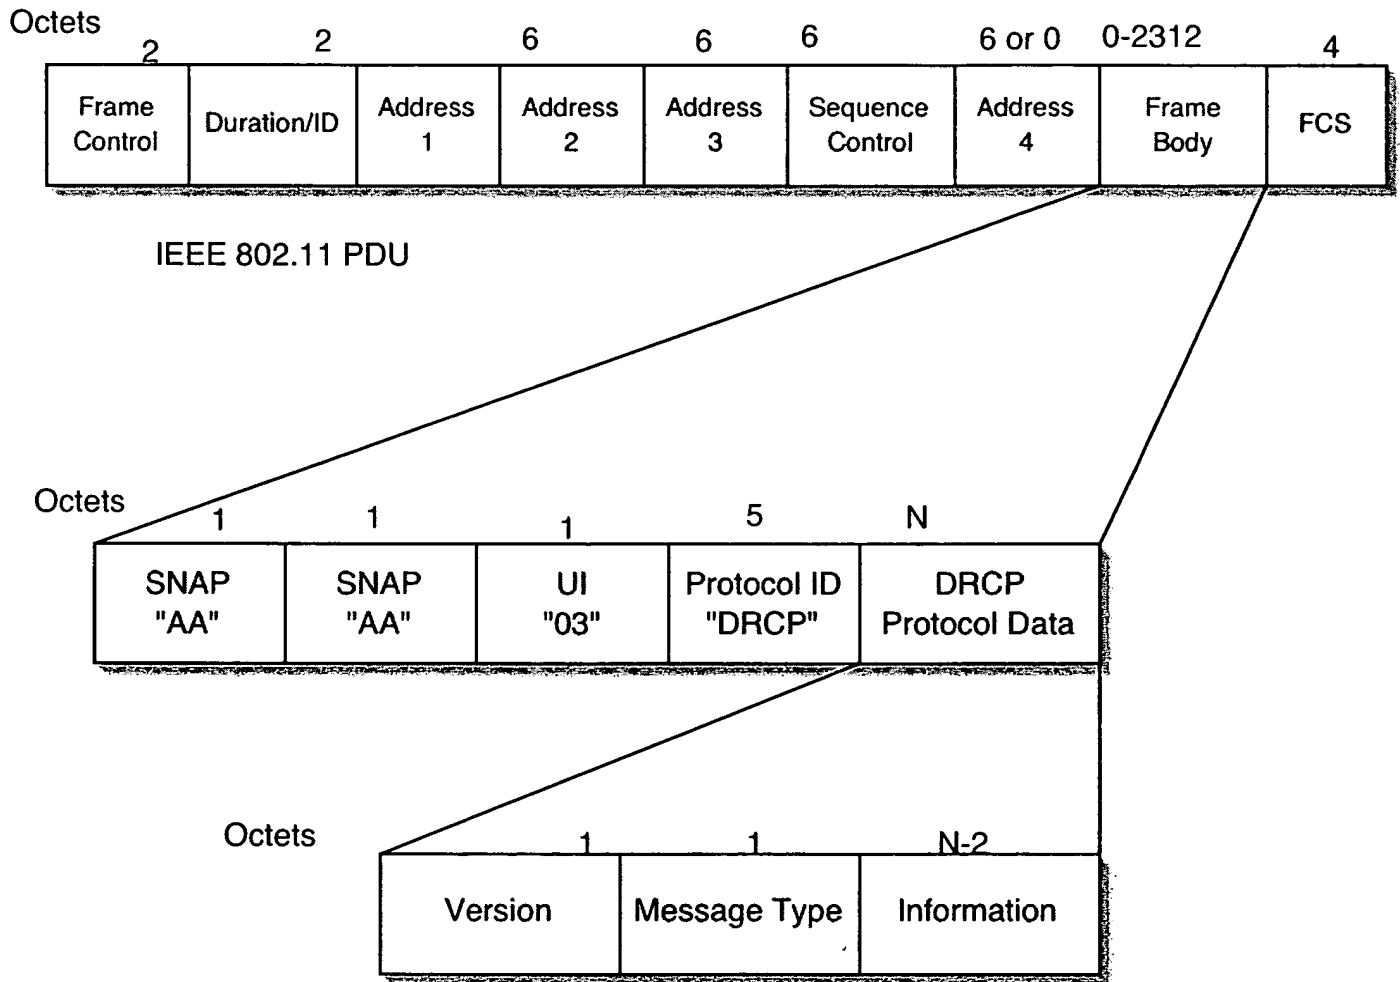 Octets
2 2 6 6 6 6 or 0 0-2312 4
Frame Control
Duration/ID
Address 1
Address 2
Address 3
Sequence Control
Address 4
Frame Body
FCS
IEEE 802.11 PDU
Octets
1 1 1 5 N
SNAP "AA"
SNAP "AA"
UI "03"
Protocol ID "DRCP"
DRCP Protocol Data
Octets
1 1 N-2
Version
Message Type
Information